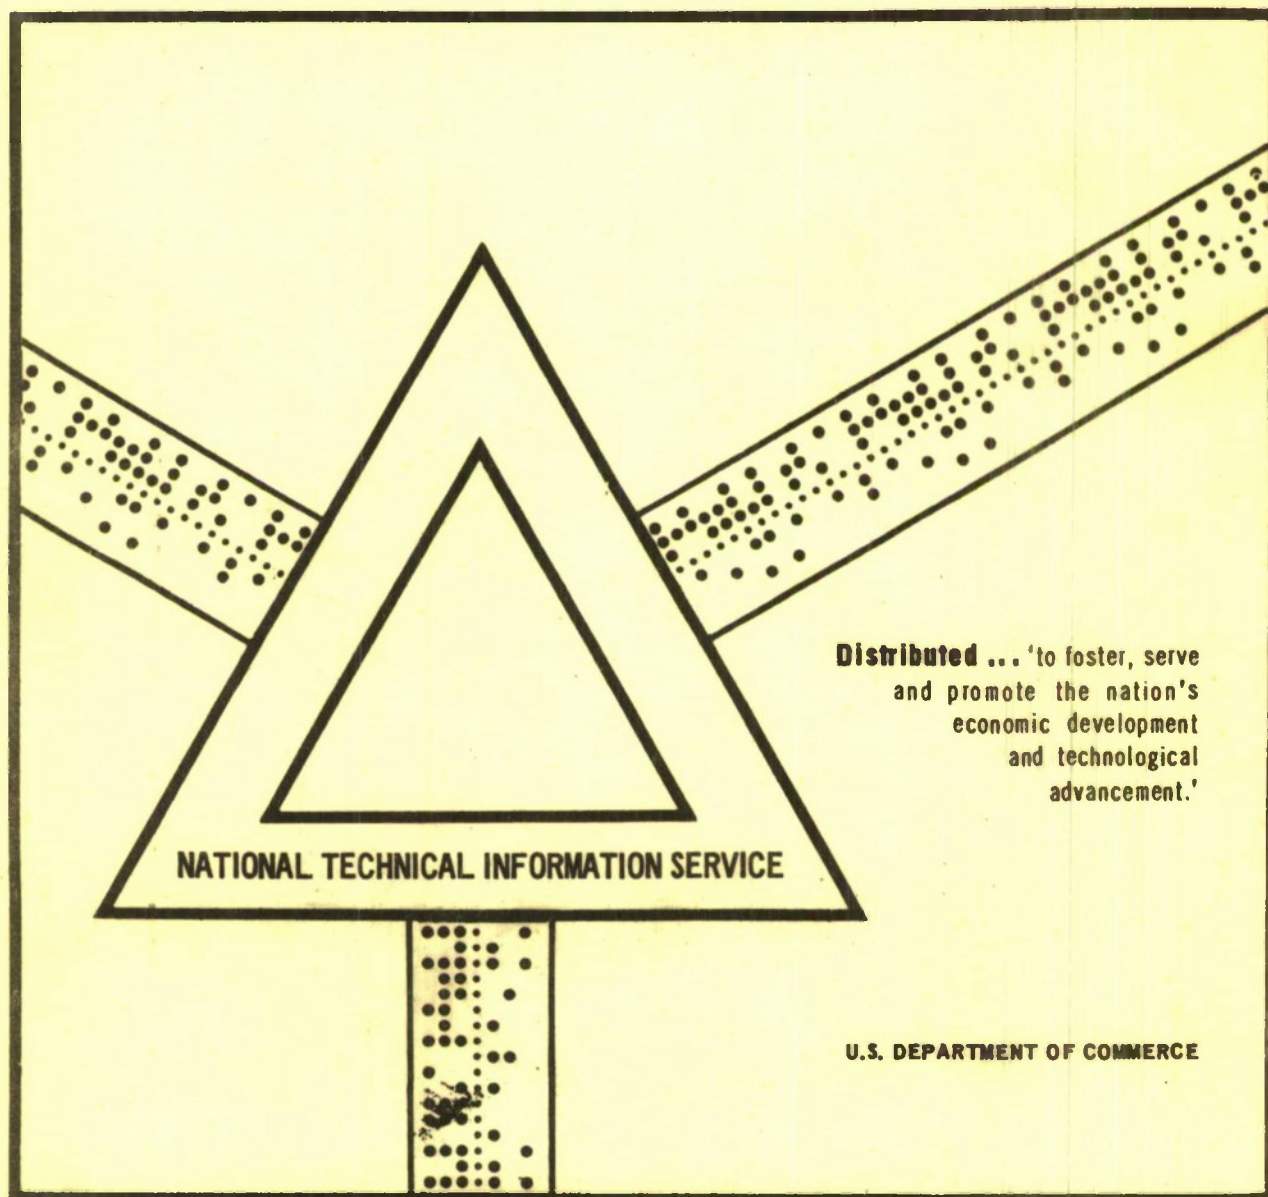 Distributed ... 'to foster, serve
and promote the nation's
economic development
and technological
advancement.'
NATIONAL TECHNICAL INFORMATION SERVICE
U.S. DEPARTMENT OF COMMERCE